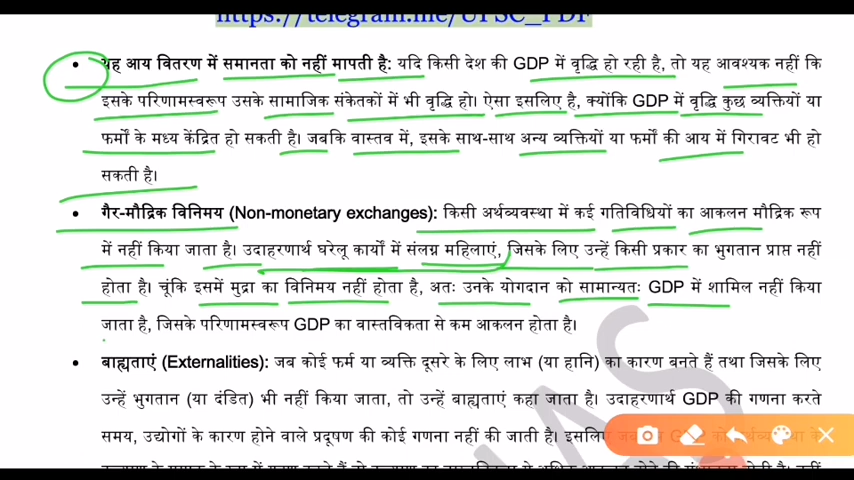 https://telegram.me/UPSC_PDF
• यह आय वितरण में समानता को नहीं मापती है: यदि किसी देश की GDP में वृद्धि हो रही है, तो यह आवश्यक नहीं कि
इसके परिणामस्वरूप उसके सामाजिक संकेतकों में भी वृद्धि हो। ऐसा इसलिए है, क्योंकि GDP में वृद्धि कुछ व्यक्तियों या
फर्मों के मध्य केंद्रित हो सकती है। जबकि वास्तव में, इसके साथ-साथ अन्य व्यक्तियों या फर्मों की आय में गिरावट भी हो
सकती है।
• गैर-मौद्रिक विनिमय (Non-monetary exchanges): किसी अर्थव्यवस्था में कई गतिविधियों का आकलन मौद्रिक रूप
में नहीं किया जाता है। उदाहरणार्थ घरेलू कार्यों में संलग्न महिलाएं, जिसके लिए उन्हें किसी प्रकार का भुगतान प्राप्त नहीं
होता है। चूंकि इसमें मुद्रा का विनिमय नहीं होता है, अतः उनके योगदान को सामान्यतः GDP में शामिल नहीं किया
जाता है, जिसके परिणामस्वरूप GDP का वास्तविकता से कम आकलन होता है।
• बाह्यताएं (Externalities): जब कोई फर्म या व्यक्ति दूसरे के लिए लाभ (या हानि) का कारण बनते हैं तथा जिसके लिए
उन्हें भुगतान (या दंडित) भी नहीं किया जाता, तो उन्हें बाह्यताएं कहा जाता है। उदाहरणार्थ GDP की गणना करते
समय, उद्योगों के कारण होने वाले प्रदूषण की कोई गणना नहीं की जाती है। इसलिए